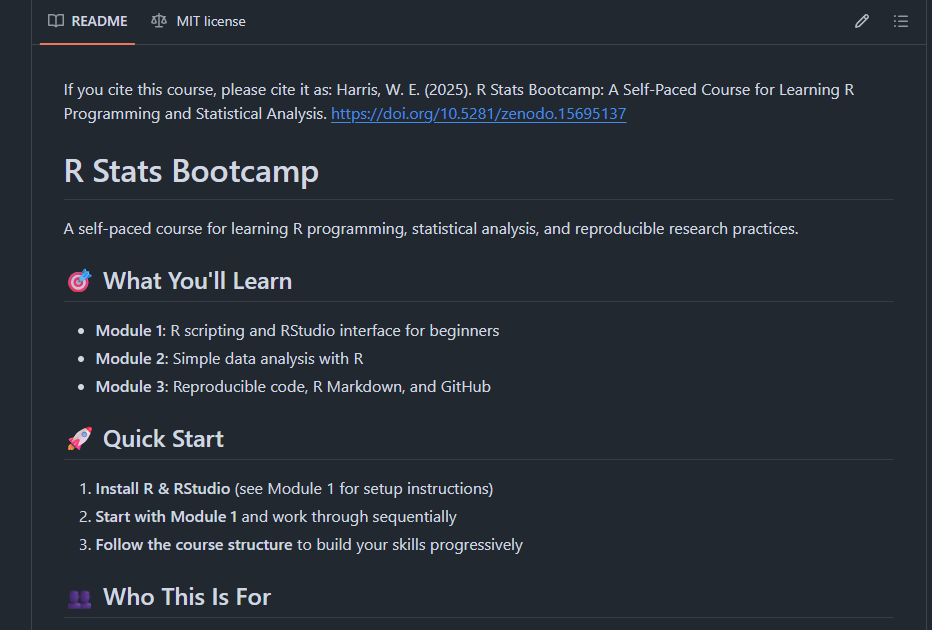 README
MIT license
If you cite this course, please cite it as: Harris, W. E. (2025). R Stats Bootcamp: A Self-Paced Course for Learning R
Programming and Statistical Analysis. https://doi.org/10.5281/zenodo.15695137
R Stats Bootcamp
A self-paced course for learning R programming, statistical analysis, and reproducible research practices.
What You'll Learn
Module 1: R scripting and RStudio interface for beginners
Module 2: Simple data analysis with R
Module 3: Reproducible code, R Markdown, and GitHub
Quick Start
1. Install R & RStudio (see Module 1 for setup instructions)
2. Start with Module 1 and work through sequentially
3. Follow the course structure to build your skills progressively
Who This Is For